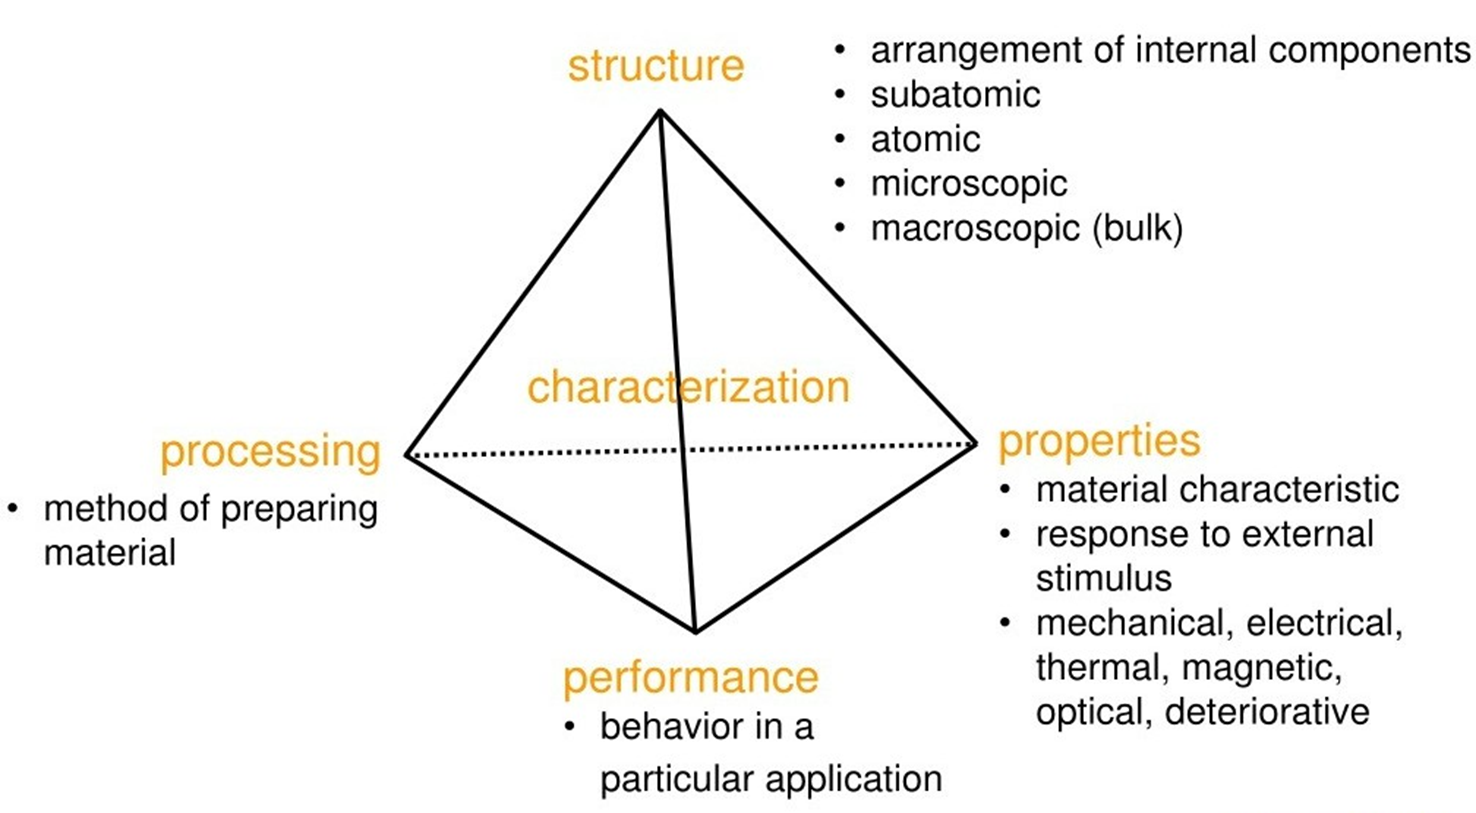 structure
• arrangement of internal components
• subatomic
• atomic
• microscopic
• macroscopic (bulk)
characterization
processing
• method of preparing
material
properties
• material characteristic
• response to external
stimulus
• mechanical, electrical,
thermal, magnetic,
optical, deteriorative
performance
• behavior in a
particular application